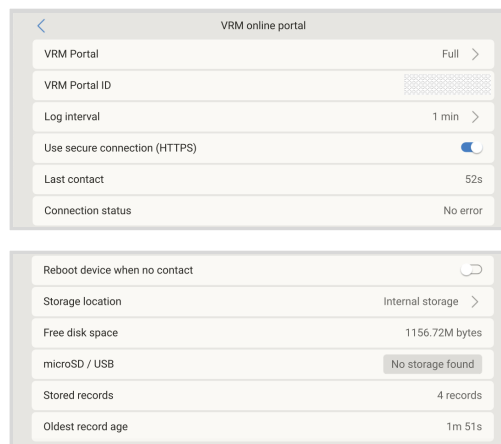 VRM online portal
VRM Portal Full
VRM Portal ID
Log interval 1 min
Use secure connection (HTTPS)
Last contact 52s
Connection status No error
Reboot device when no contact
Storage location Internal storage
Free disk space 1156.72M bytes
microSD / USB No storage found
Stored records 4 records
Oldest record age 1m 51s